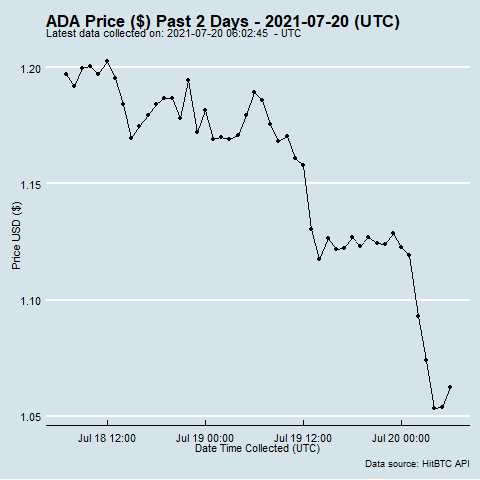 ADA Price ($) Past 2 Days - 2021-07-20 (UTC)
Latest data collected on: 2021-07-20 06:02:45 - UTC
1.20
1.15
1.10
1.05
Price USD ($)
Jul 18 12:00 Jul 19 00:00 Jul 19 12:00 Jul 20 00:00
Date Time Collected (UTC)
Data source: HitBTC API